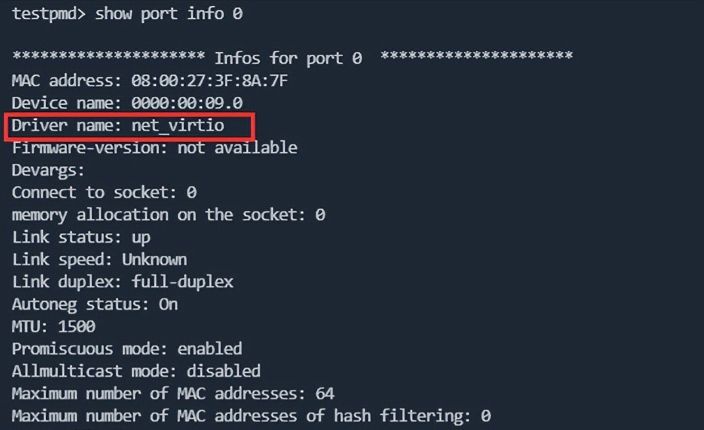 testpmd> show port info 0
********************* Infos for port 0  *********************
MAC address: 08:00:27:3F:8A:7F
Device name: 0000:00:09.0
Driver name: net_virtio
Firmware-version: not available
Devargs:
Connect to socket: 0
memory allocation on the socket: 0
Link status: up
Link speed: Unknown
Link duplex: full-duplex
Autoneg status: On
MTU: 1500
Promiscuous mode: enabled
Allmulticast mode: disabled
Maximum number of MAC addresses: 64
Maximum number of MAC addresses of hash filtering: 0